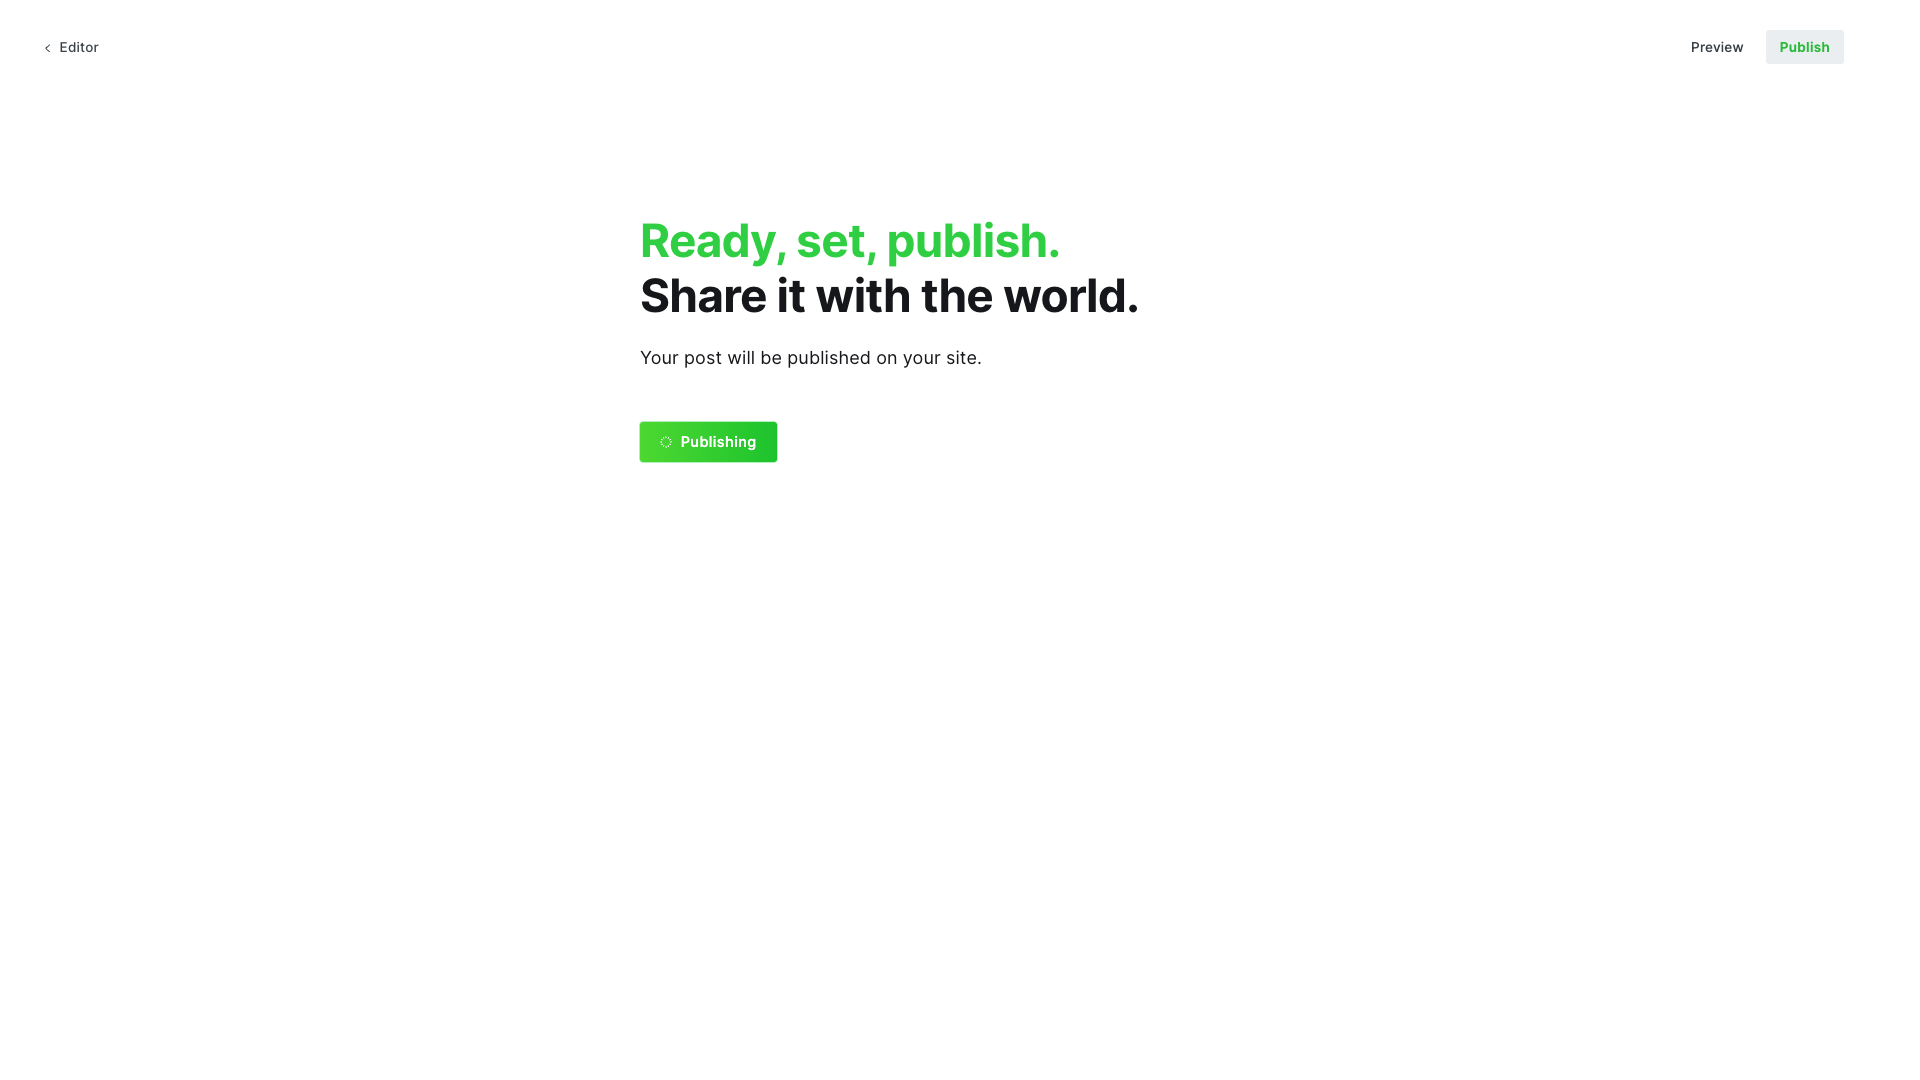 Editor
Preview
Publish
Ready, set, publish.
Share it with the world.
Your post will be published on your site.
Publishing